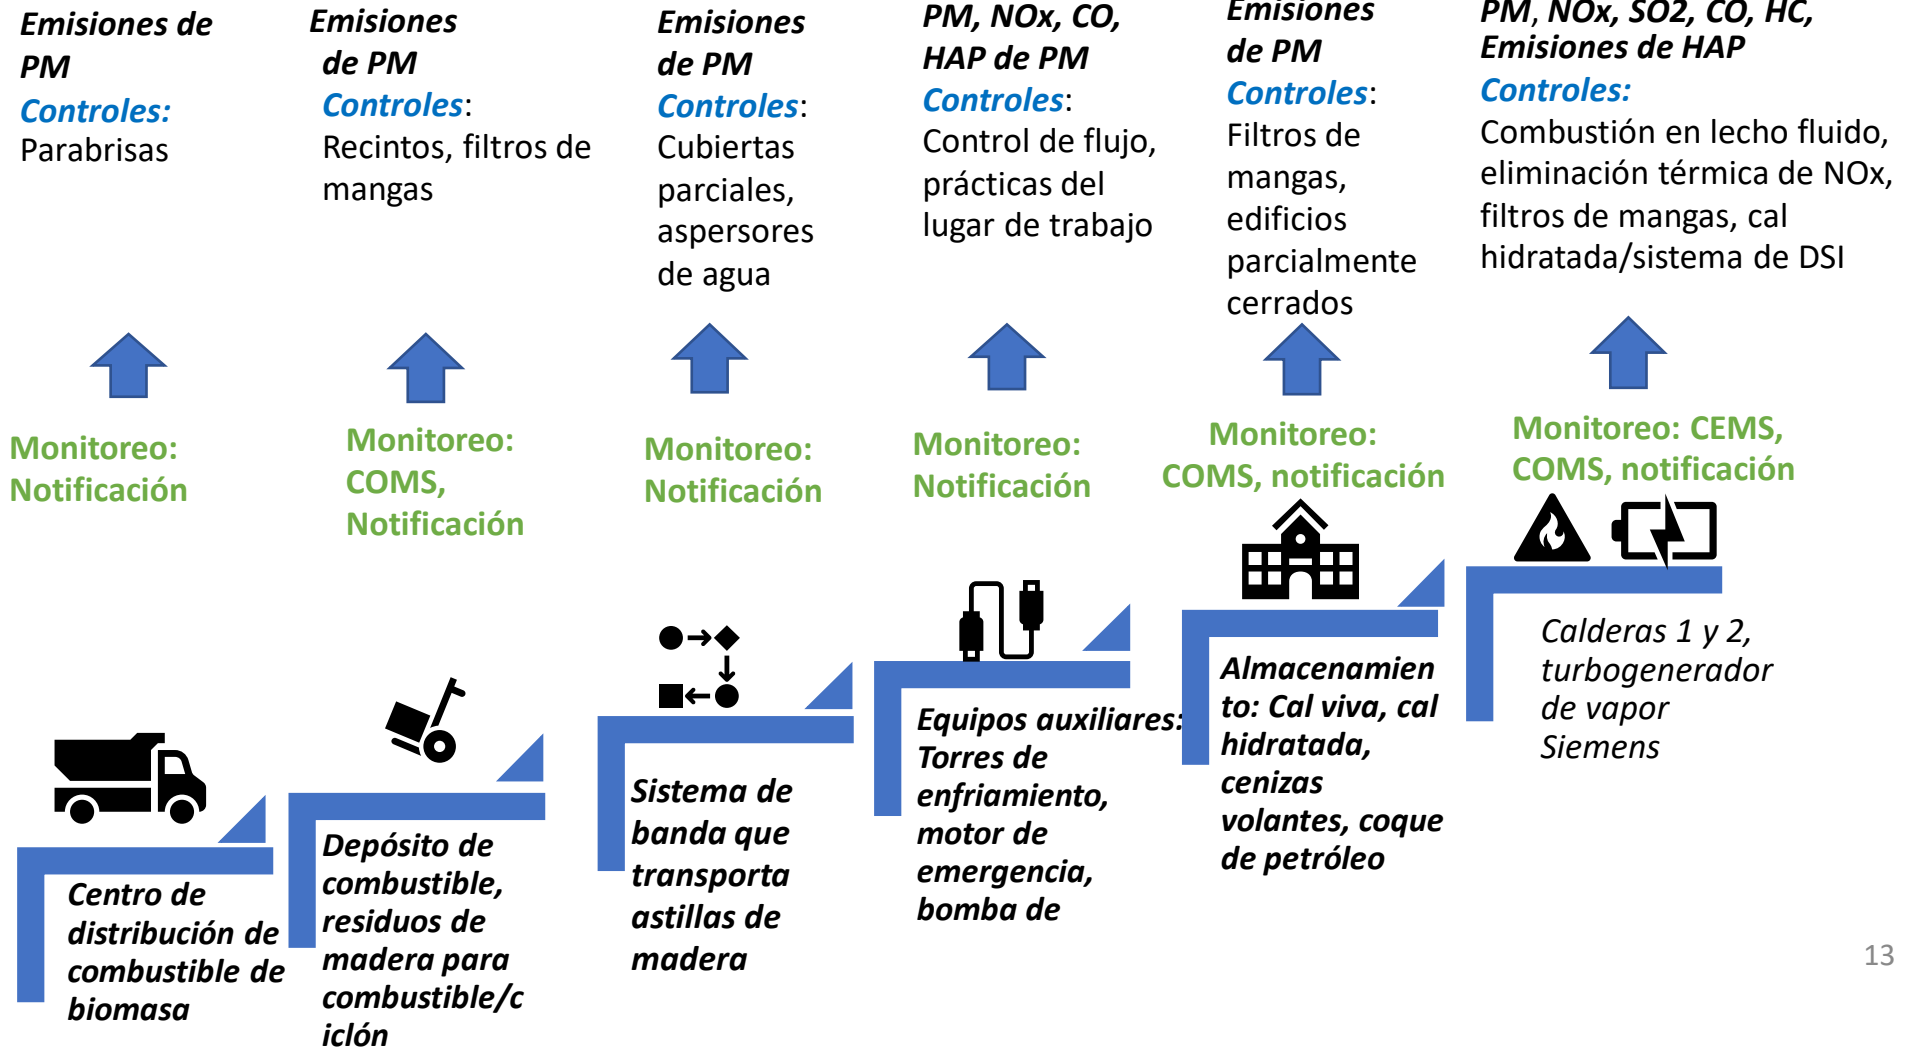 Emisiones de
PM
Controles:
Parabrisas
Emisiones
de PM
Controles:
Recintos, filtros de
mangas
Emisiones
de PM
Controles:
Cubiertas
parciales,
aspersores
de agua
PM, NOx, CO,
HAP de PM
Controles:
Control de flujo,
prácticas del
lugar de trabajo
Emisiones
de PM
Controles:
Filtros de
mangas,
edificios
parcialmente
cerrados
PM, NOx, SO2, CO, HC,
Emisiones de HAP
Controles:
Combustión en lecho fluido,
eliminación térmica de NOx,
filtros de mangas, cal
hidratada/sistema de DSI
Monitoreo:
Notificación
Monitoreo:
COMS,
Notificación
Monitoreo:
Notificación
Monitoreo:
Notificación
Monitoreo:
COMS, notificación
Monitoreo: CEMS,
COMS, notificación
Centro de
distribución de
combustible de
biomasa
Depósito de
combustible,
residuos de
madera para
combustible/c
iclón
Sistema de
banda que
transporta
astillas de
madera
Equipos auxiliares:
Torres de
enfriamiento,
motor de
emergencia,
bomba de
Almacenamien
to: Cal viva, cal
hidratada,
cenizas
volantes, coque
de petróleo
Calderas 1 y 2,
turbogenerador
de vapor
Siemens
13